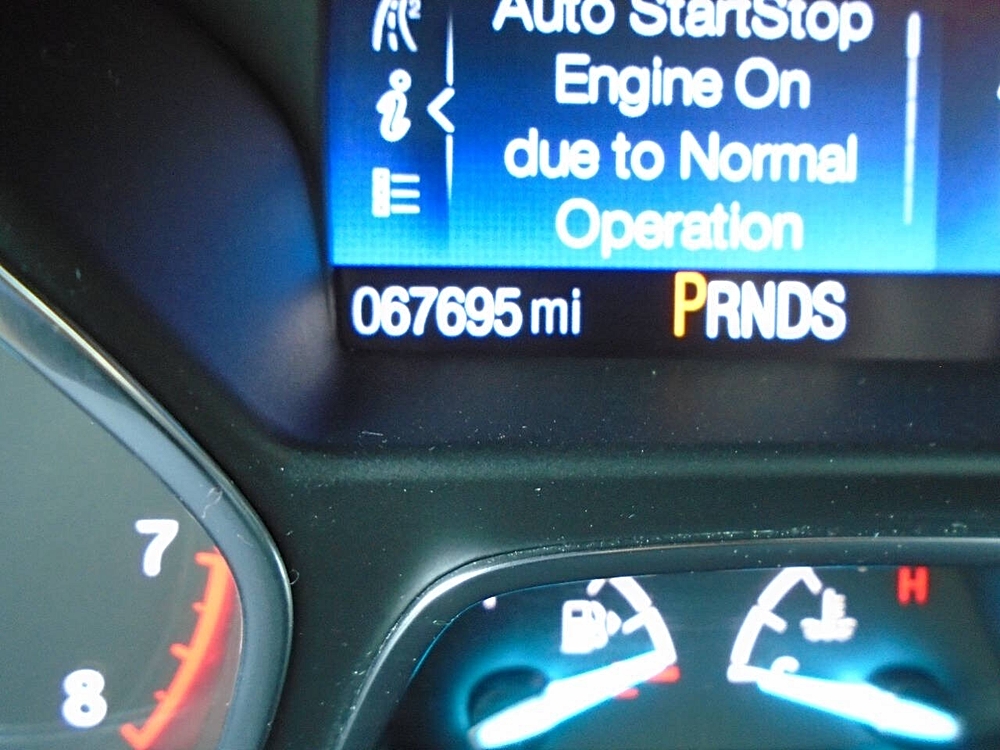 Auto StartStop
Engine On
due to Normal
Operation
067695 mi PRNDS
7
8
H
C